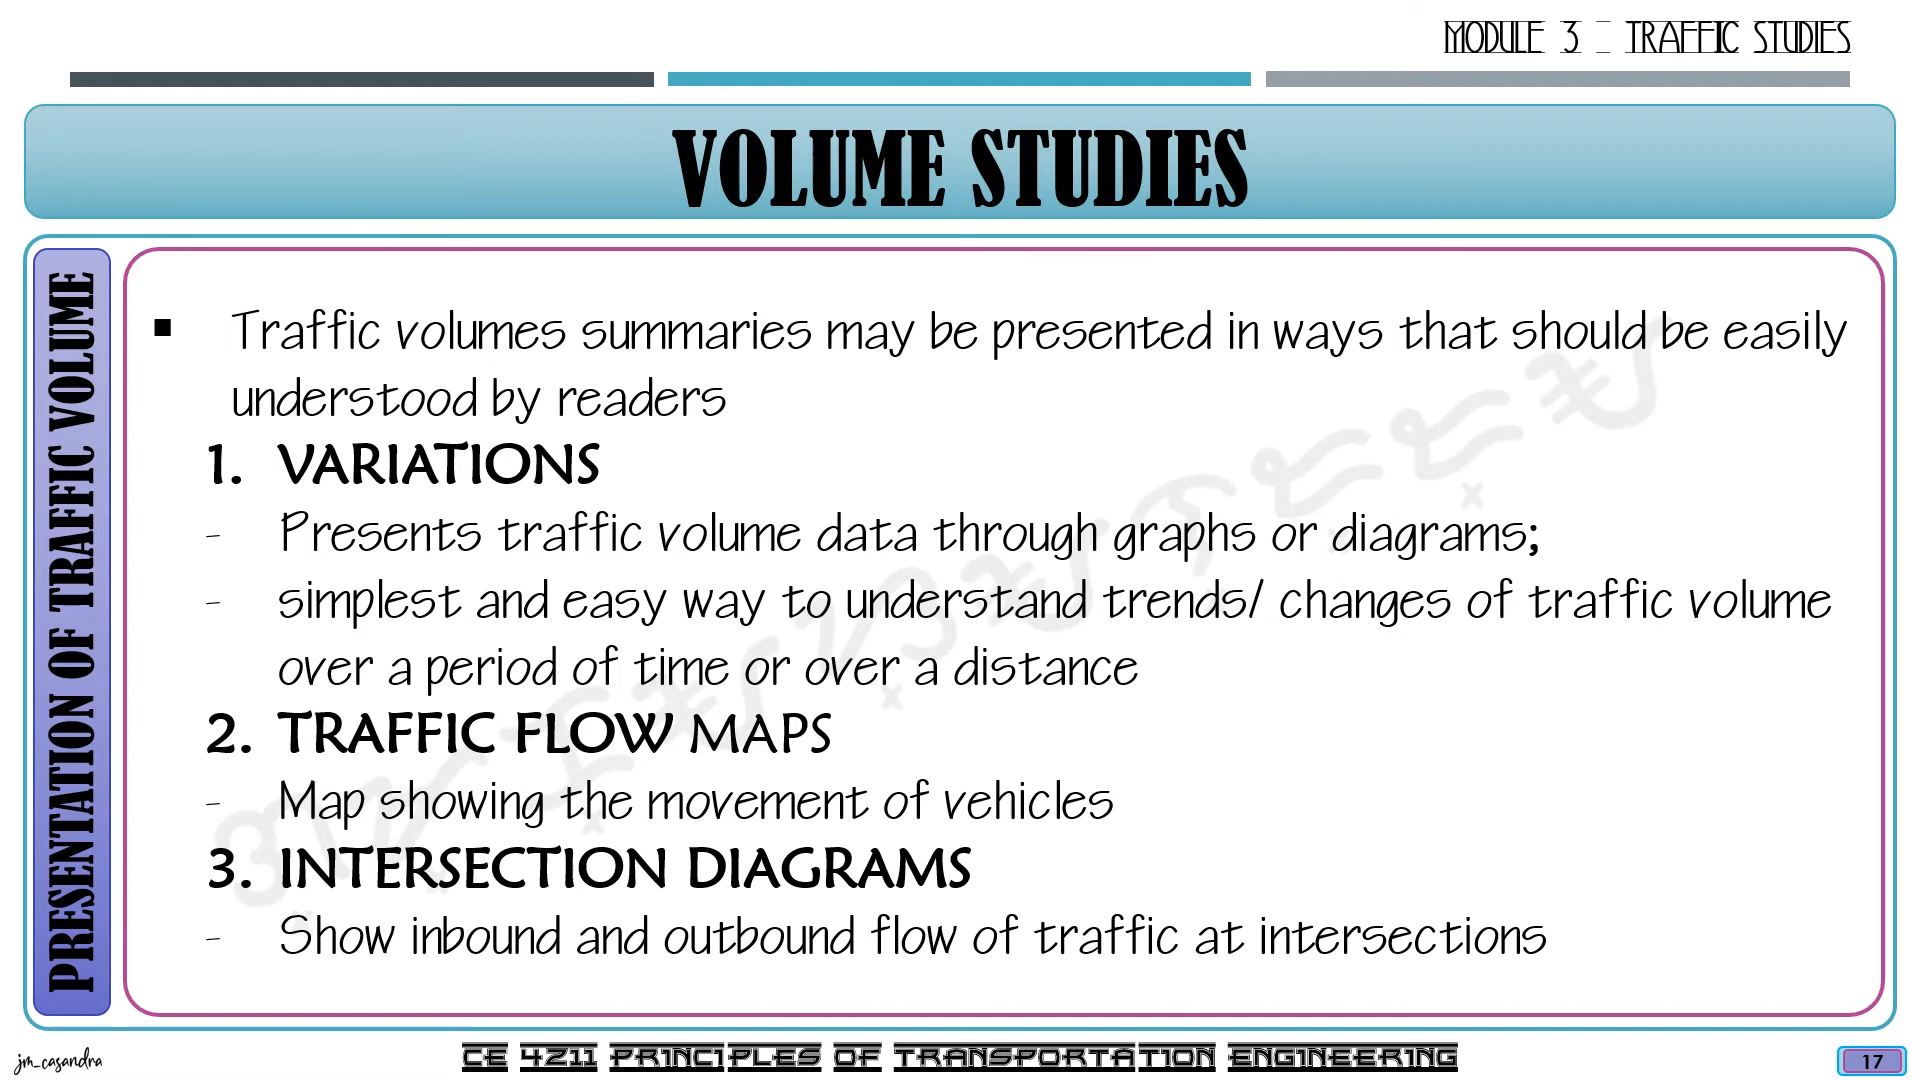 MODULE 3 – TRAFFIC STUDIES
VOLUME STUDIES
PRESENTATION OF TRAFFIC VOLUME
▪ Traffic volumes summaries may be presented in ways that should be easily
understood by readers
1. VARIATIONS
- Presents traffic volume data through graphs or diagrams;
- simplest and easy way to understand trends/ changes of traffic volume
over a period of time or over a distance
2. TRAFFIC FLOW MAPS
- Map showing the movement of vehicles
3. INTERSECTION DIAGRAMS
- Show inbound and outbound flow of traffic at intersections
jm_casandra
CE 4211 PRINCIPLES OF TRANSPORTATION ENGINEERING
17